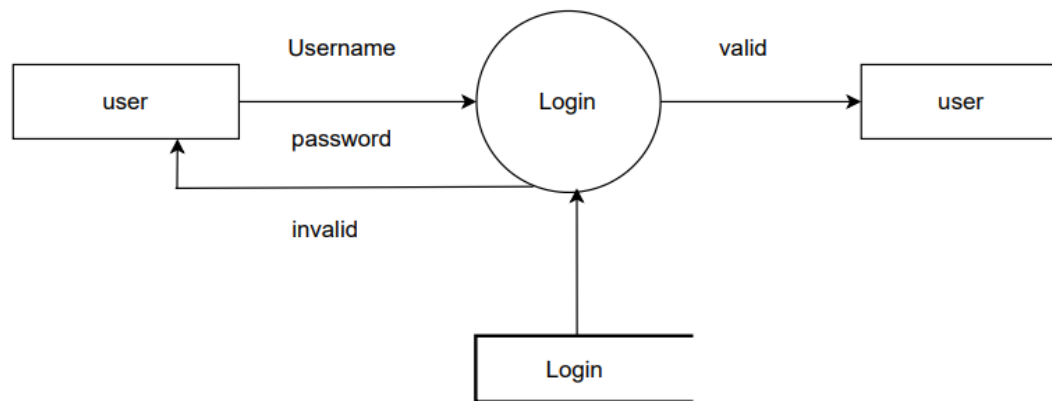 Username
valid
user
Login
user
password
invalid
Login